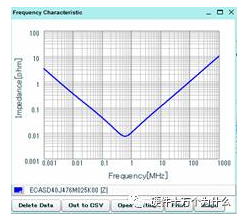 Frequency Characteristic
100
10
1
0.1
0.01
0.001
Impedance[ohm]
0.001
0.01
0.1
1
10
100
1000
Frequency[MHz]
ECASD40J476M025K00 |Z|
Delete Data
Out to CSV
硬件十万个为什么